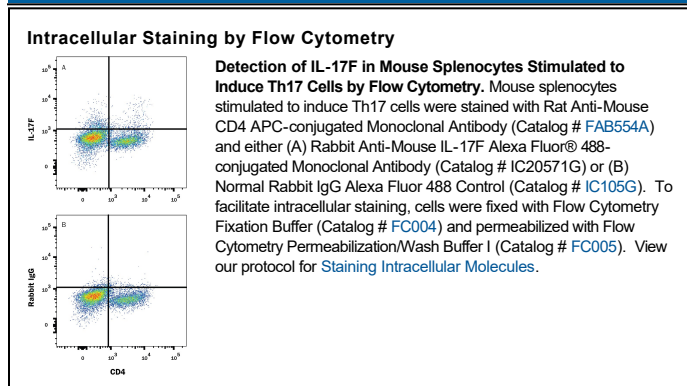 Intracellular Staining by Flow Cytometry
A
10⁵
10⁴
10³
0
IL-17F
B
10⁵
10⁴
10³
0
Rabbit IgG
0 10³ 10⁴ 10⁵
CD4
Detection of IL-17F in Mouse Splenocytes Stimulated to
Induce Th17 Cells by Flow Cytometry. Mouse splenocytes
stimulated to induce Th17 cells were stained with Rat Anti-Mouse
CD4 APC-conjugated Monoclonal Antibody (Catalog # FAB554A)
and either (A) Rabbit Anti-Mouse IL-17F Alexa Fluor® 488-
conjugated Monoclonal Antibody (Catalog # IC20571G) or (B)
Normal Rabbit IgG Alexa Fluor 488 Control (Catalog # IC105G). To
facilitate intracellular staining, cells were fixed with Flow Cytometry
Fixation Buffer (Catalog # FC004) and permeabilized with Flow
Cytometry Permeabilization/Wash Buffer I (Catalog # FC005). View
our protocol for Staining Intracellular Molecules.